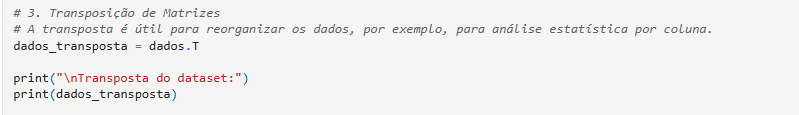 # 3. Transposição de Matrizes
# A transposta é útil para reorganizar os dados, por exemplo, para análise estatística por coluna.
dados_transposta = dados.T
print("\nTransposta do dataset:")
print(dados_transposta)